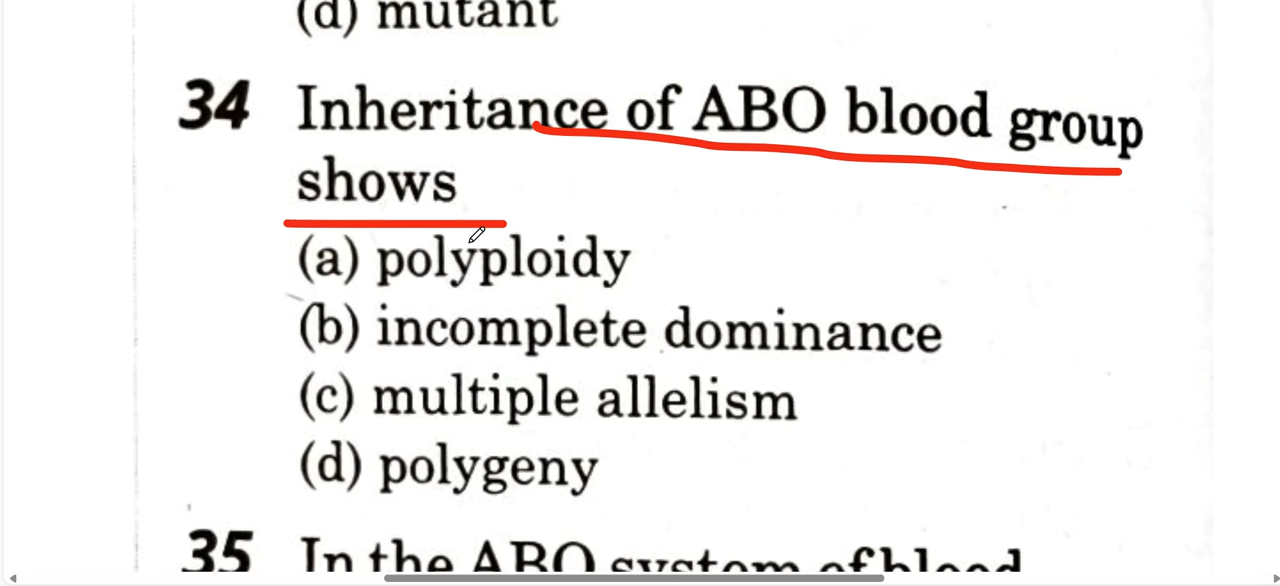 (d) mutant
34 Inheritance of ABO blood group
shows
(a) polyploidy
(b) incomplete dominance
(c) multiple allelism
(d) polygeny
35 In the ABO system of blood